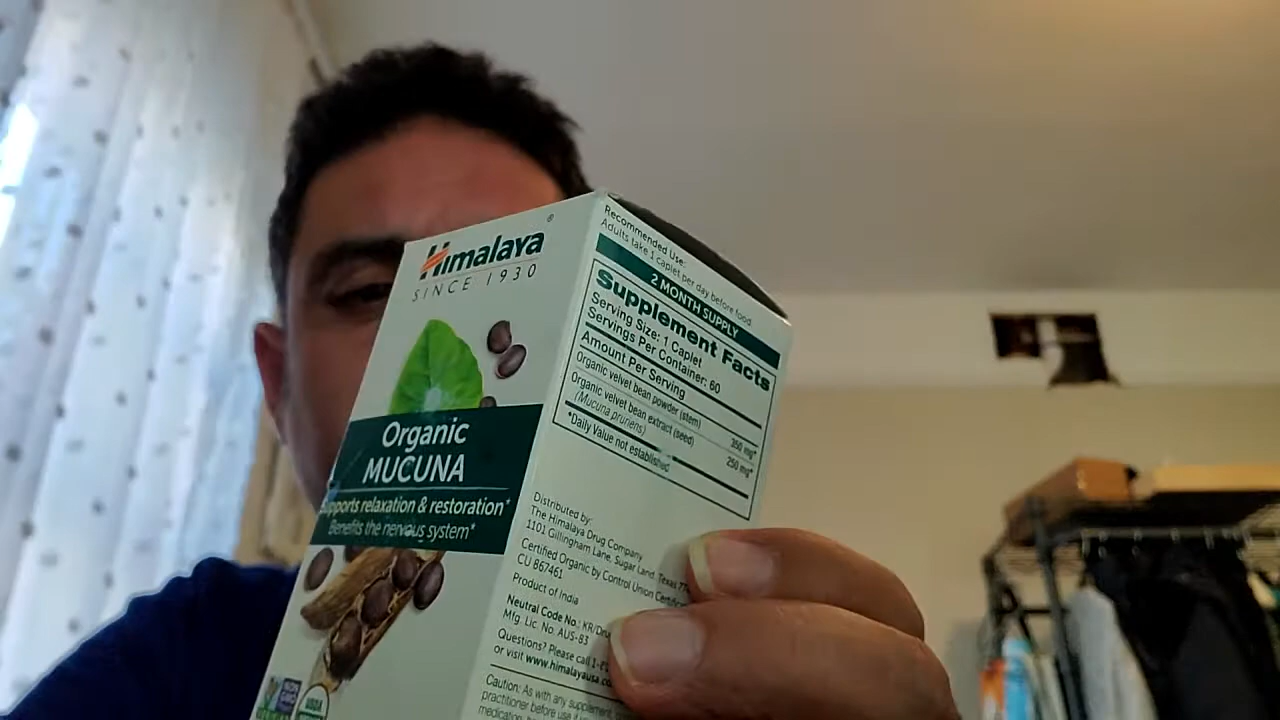 Himalaya®
SINCE 1930
Organic
MUCUNA
Supports relaxation & restoration*
Benefits the nervous system*
USDA
Recommended Use:
Adults take 1 caplet per day before food.
2 MONTH SUPPLY
Supplement Facts
Serving Size: 1 Caplet
Servings Per Container: 60
Amount Per Serving
Organic velvet bean powder (stem) 350 mg*
Organic velvet bean extract (seed) 250 mg*
(Mucuna pruriens)
*Daily Value not established
Distributed by:
The Himalaya Drug Company
1101 Gillingham Lane, Sugar Land, Texas
Certified Organic by Control Union
CU 867461
Product of India
Neutral Code No.: KR/
Mfg. Lic. No. AUS-83
Questions? Please call 1-
or visit www.himalayausa.
Caution: As with any supplement,
practitioner before use if
medication,